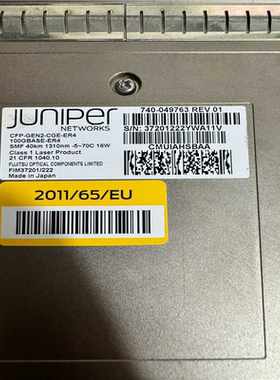 JUNIPER
NETWORKS
CFP-GEN2-CGE-ER4
100GBASE-ER4
SMF 40km 1310nm -5~70C 16W
Class 1 Laser Product
21 CFR 1040.10
FUJITSU OPTICAL COMPONENTS LIMITED
FIM37201/222
Made in Japan
740-049763 REV 01
S/N: 37201222YWA11V
CMUIAHSBAA
2011/65/EU